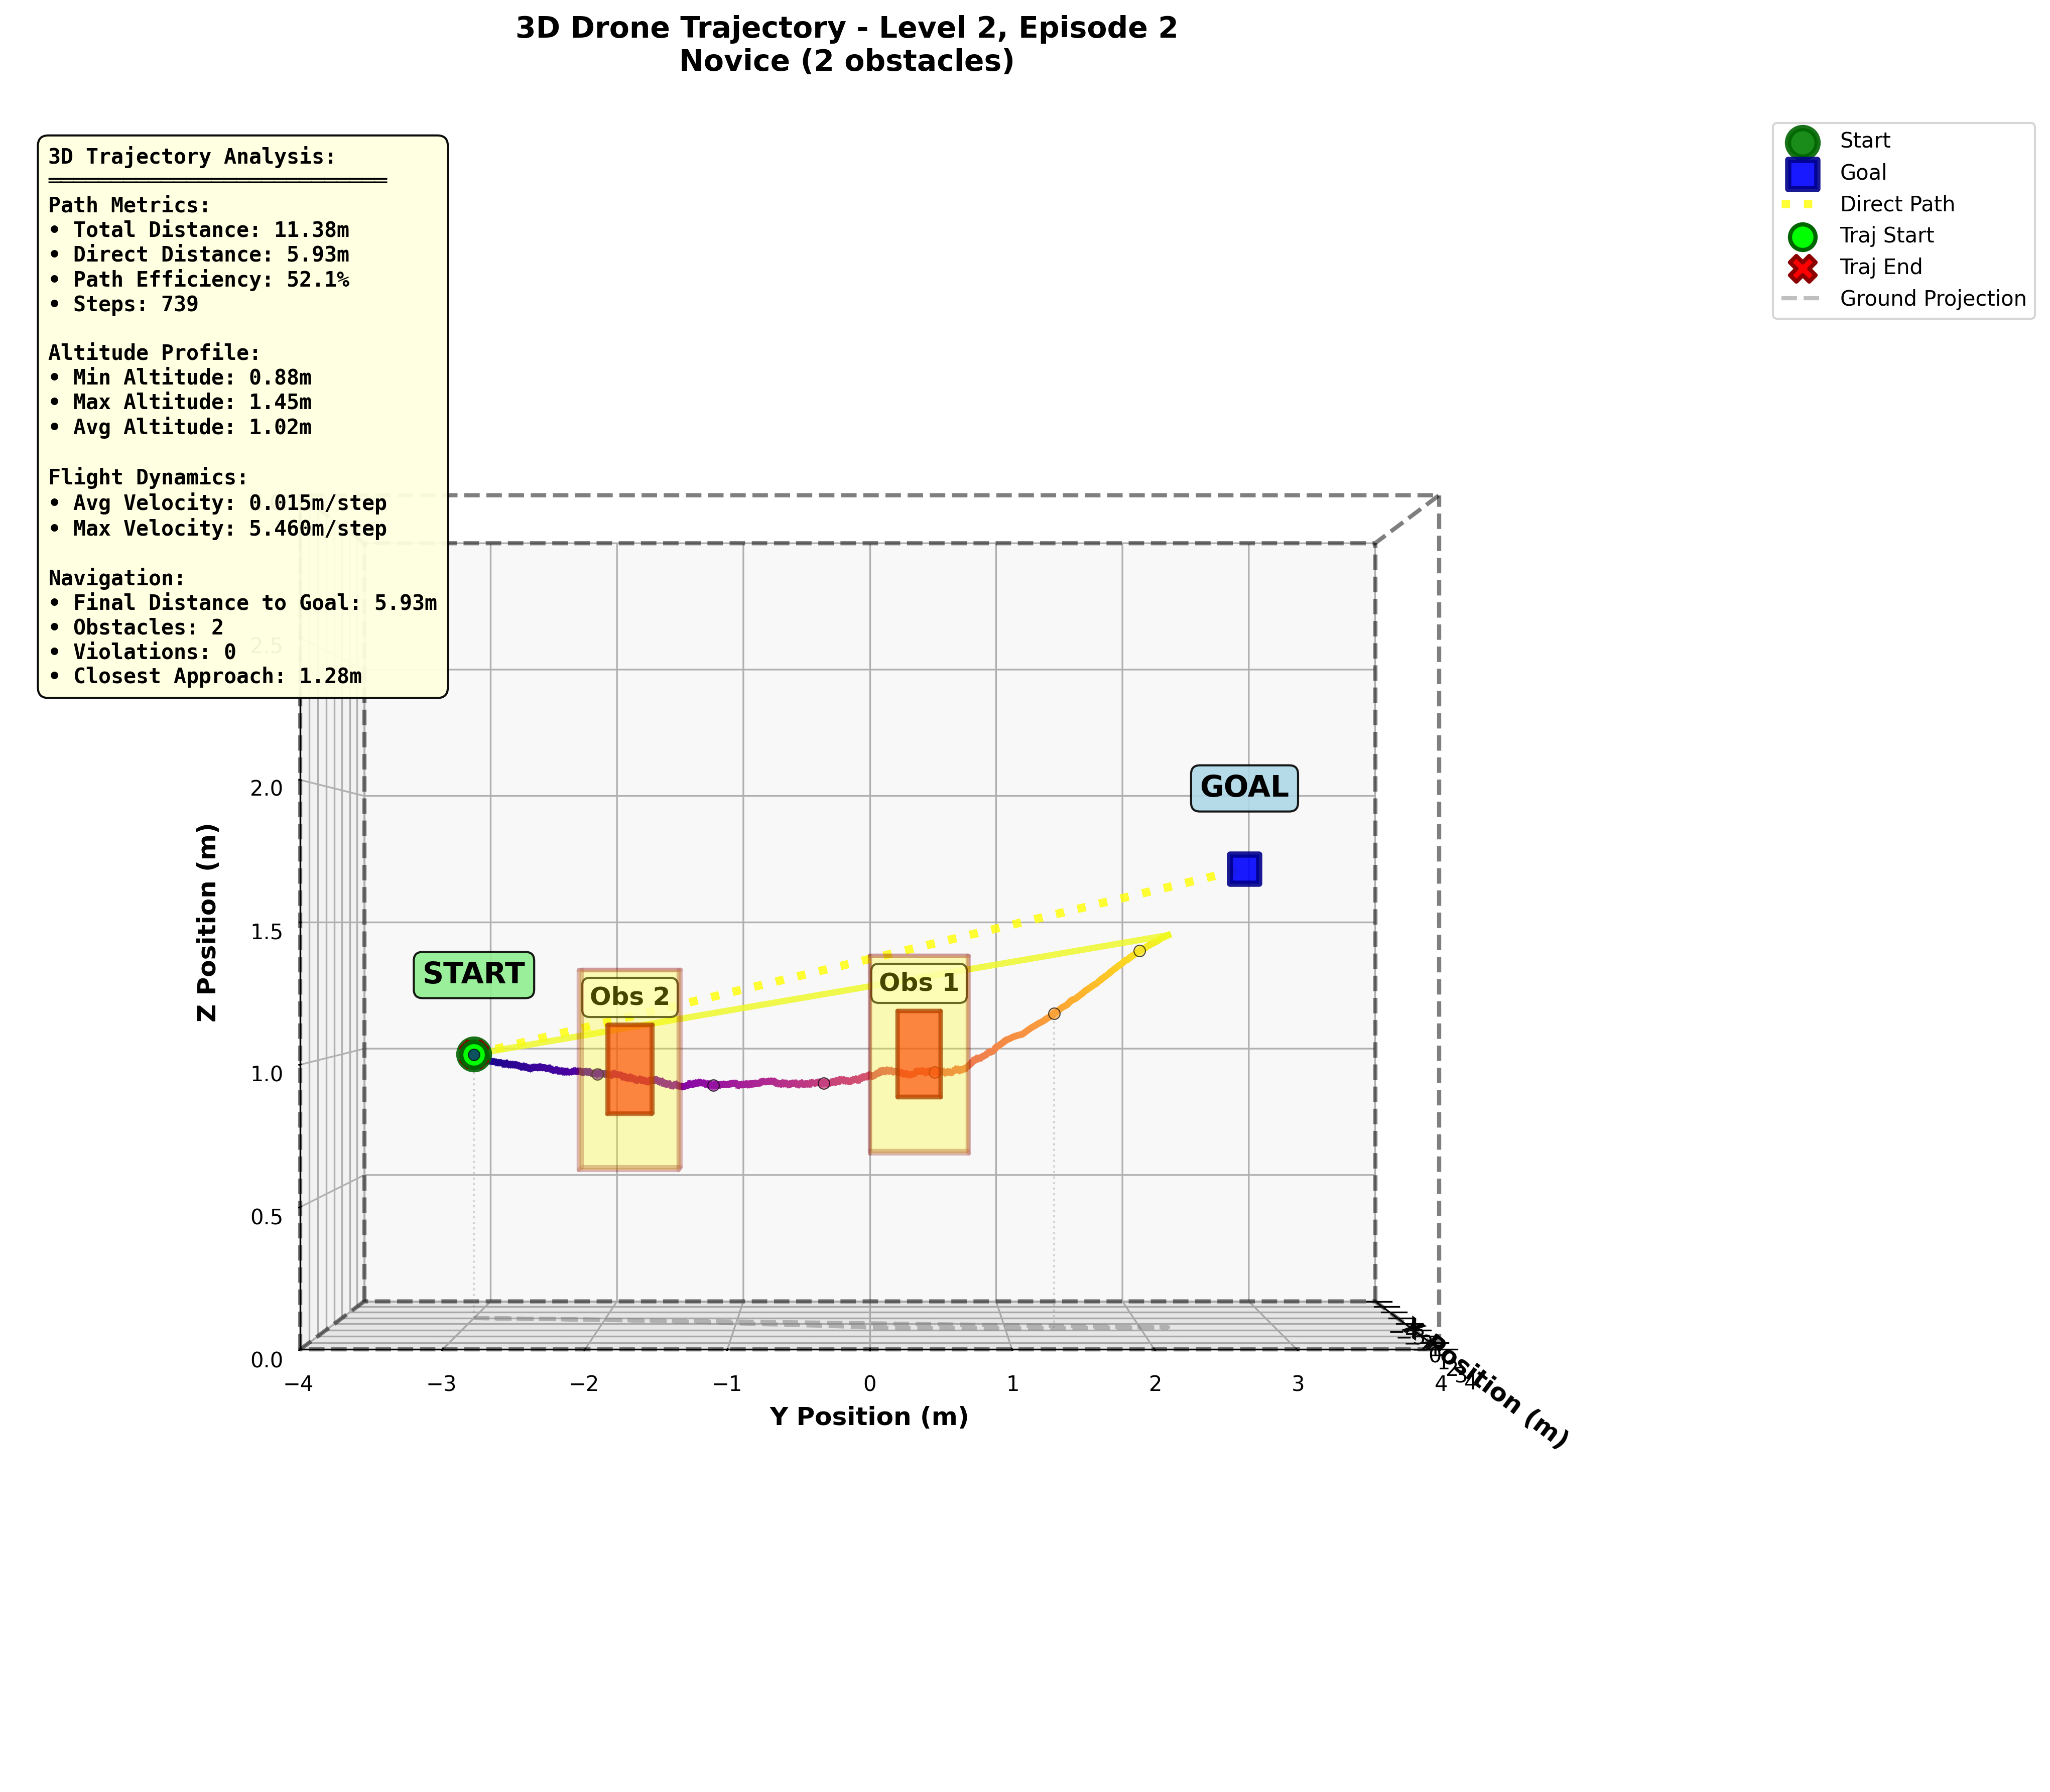 3D Drone Trajectory - Level 2, Episode 2
Novice (2 obstacles)
3D Trajectory Analysis:
Path Metrics:
• Total Distance: 11.38m
• Direct Distance: 5.93m
• Path Efficiency: 52.1%
• Steps: 739
Altitude Profile:
• Min Altitude: 0.88m
• Max Altitude: 1.45m
• Avg Altitude: 1.02m
Flight Dynamics:
• Avg Velocity: 0.015m/step
• Max Velocity: 5.460m/step
Navigation:
• Final Distance to Goal: 5.93m
• Obstacles: 2
• Violations: 0
• Closest Approach: 1.28m
Start
Goal
Direct Path
Traj Start
Traj End
Ground Projection
2.5
2.0
1.5
1.0
0.5
0.0
Z Position (m)
GOAL
START
Obs 2
Obs 1
−4
−3
−2
−1
0
1
2
3
4
Y Position (m)
X Position (m)